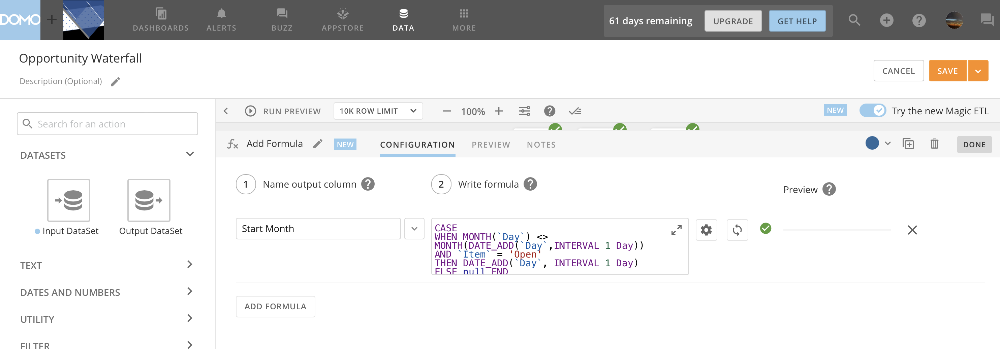 DOMO
DASHBOARDS
ALERTS
BUZZ
APPSTORE
DATA
MORE
61 days remaining
UPGRADE
GET HELP
Opportunity Waterfall
Description (Optional)
CANCEL
SAVE
RUN PREVIEW
10K ROW LIMIT
100%
NEW
Try the new Magic ETL
Search for an action
Add Formula
NEW
CONFIGURATION
PREVIEW
NOTES
DONE
DATASETS
Input DataSet
Output DataSet
TEXT
DATES AND NUMBERS
UTILITY
FILTER
1 Name output column
2 Write formula
Preview
Start Month
CASE
WHEN MONTH(`Day`) <>
MONTH(DATE_ADD(`Day`,INTERVAL 1 Day))
AND `Item` = 'Open'
THEN DATE_ADD(`Day`, INTERVAL 1 Day)
ELSE null END
ADD FORMULA